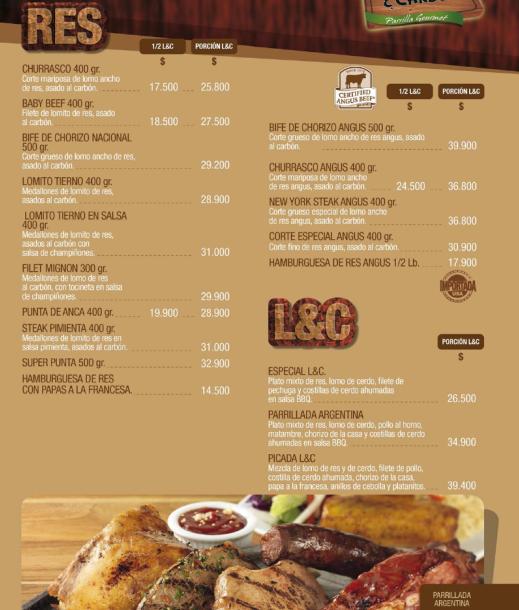 & CARBÓN
Parrilla Gourmet
RES
1/2 L&C PORCIÓN L&C
$ $
CHURRASCO 400 gr.
Corte mariposa de lomo ancho
de res, asado al carbón. 17.500 25.800
BABY BEEF 400 gr.
Filete de lomito de res, asado
al carbón. 18.500 27.500
BIFE DE CHORIZO NACIONAL
500 gr.
Corte grueso de lomo ancho de res,
asado al carbón. 29.200
LOMITO TIERNO 400 gr.
Medallones de lomito de res,
asados al carbón. 28.900
LOMITO TIERNO EN SALSA
400 gr.
Medallones de lomito de res,
asados al carbón con
salsa de champiñones. 31.000
FILET MIGNON 300 gr.
Medallones de lomo de res
al carbón, con tocineta en salsa
de champiñones. 29.900
PUNTA DE ANCA 400 gr. 19.900 28.900
STEAK PIMIENTA 400 gr.
Medallones de lomito de res en
salsa pimienta, asados al carbón. 31.000
SUPER PUNTA 500 gr. 32.900
HAMBURGUESA DE RES
CON PAPAS A LA FRANCESA. 14.500
CERTIFIED
ANGUS BEEF
1/2 L&C PORCIÓN L&C
$ $
BIFE DE CHORIZO ANGUS 500 gr.
Corte grueso de lomo ancho de res angus, asado
al carbón. 39.900
CHURRASCO ANGUS 400 gr.
Corte mariposa de lomo ancho
de res angus, asado al carbón. 24.500 36.800
NEW YORK STEAK ANGUS 400 gr.
Corte grueso especial de lomo ancho
de res angus, asado al carbón. 36.800
CORTE ESPECIAL ANGUS 400 gr.
Corte fino de res angus, asado al carbón. 30.900
HAMBURGUESA DE RES ANGUS 1/2 Lb. 17.900
IMPORTADA
L&C
PORCIÓN L&C
$
ESPECIAL L&C.
Plato mixto de res, lomo de cerdo, filete de
pechuga y costillas de cerdo ahumadas
en salsa BBQ. 26.500
PARRILLADA ARGENTINA
Plato mixto de res, lomo de cerdo, pollo al horno,
matambre, chorizo de la casa y costillas de cerdo
ahumadas en salsa BBQ. 34.900
PICADA L&C
Mezcla de lomo de res y de cerdo, filete de pollo,
costilla de cerdo ahumada, chorizo de la casa,
papa a la francesa, anillos de cebolla y platanitos. 39.400
PARRILLADA
ARGENTINA